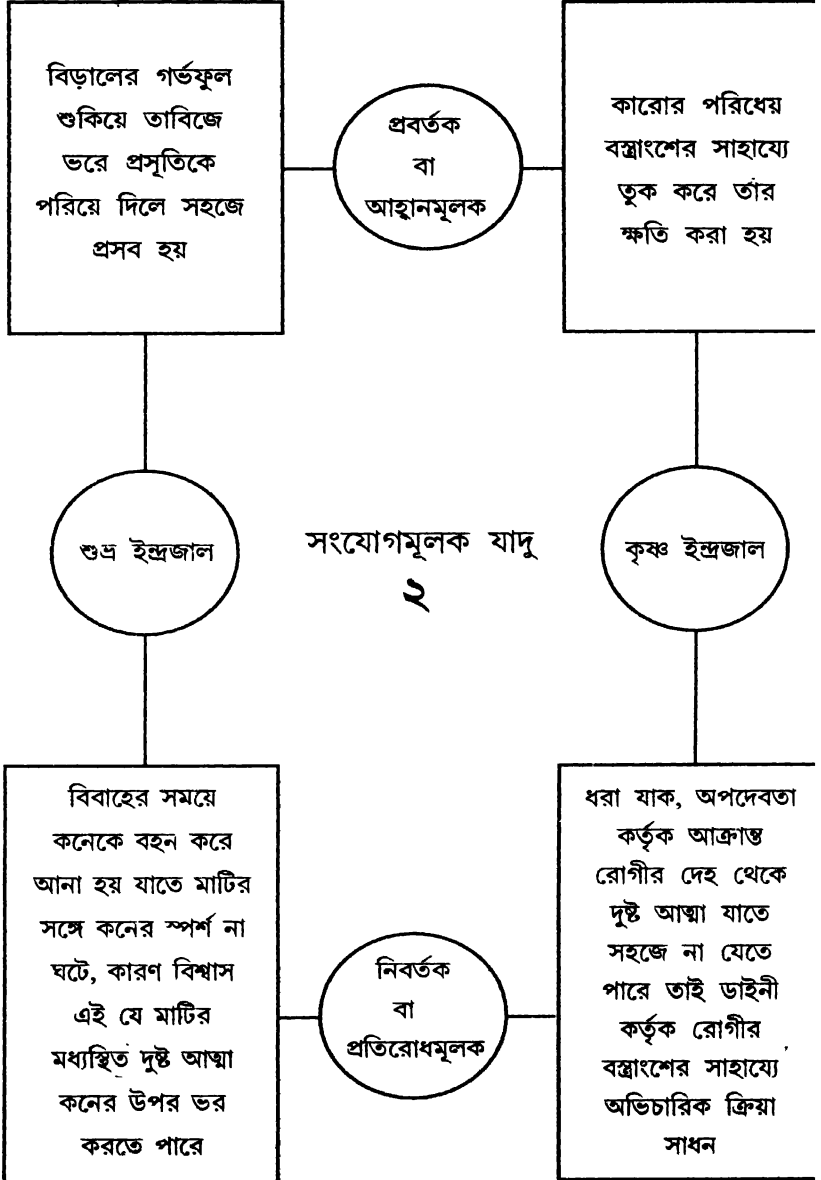 বিড়ালের গর্ভফুল
শুকিয়ে তাবিজে
ভরে প্রসূতিকে
পরিয়ে দিলে সহজে
প্রসব হয়
প্রবর্তক
বা
আহ্বানমূলক
কারোর পরিধেয়
বস্ত্রাংশের সাহায্যে
তুক করে তাঁর
ক্ষতি করা হয়
শুভ্র ইন্দ্রজাল
সংযোগমূলক যাদু
২
কৃষ্ণ ইন্দ্রজাল
বিবাহের সময়ে
কনেকে বহন করে
আনা হয় যাতে মাটির
সঙ্গে কনের স্পর্শ না
ঘটে, কারণ বিশ্বাস
এই যে মাটির
মধ্যস্থিত দুষ্ট আত্মা
কনের উপর ভর
করতে পারে
নিবর্তক
বা
প্রতিরোধমূলক
ধরা যাক, অপদেবতা
কর্তৃক আক্রান্ত
রোগীর দেহ থেকে
দুষ্ট আত্মা যাতে
সহজে না যেতে
পারে তাই ডাইনী
কর্তৃক রোগীর
বস্ত্রাংশের সাহায্যে
অভিচারিক ক্রিয়া
সাধন